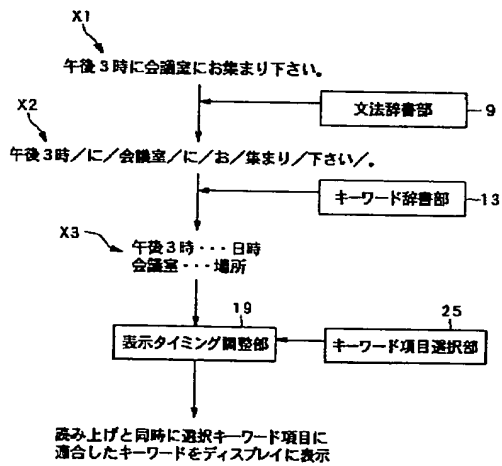 X1
午後3時に会議室にお集まり下さい。
文法辞書部
9
X2
午後3時/に/会議室/に/お/集まり/下さい/。
キーワード辞書部
13
X3
午後3時・・・日時
会議室・・・場所
19
25
表示タイミング調整部
キーワード項目選択部
読み上げと同時に選択キーワード項目に
適合したキーワードをディスプレイに表示